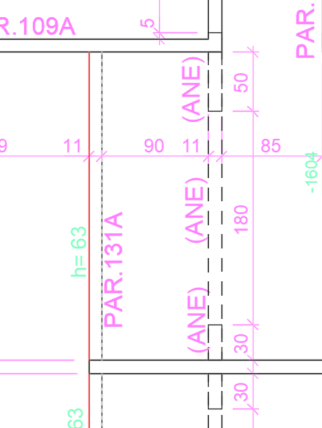 R.109A
5
PAR.
(ANE)
50
9
11
90
11
85
-1604
(ANE)
180
h= 63
PAR.131A
(ANE)
30
30
63